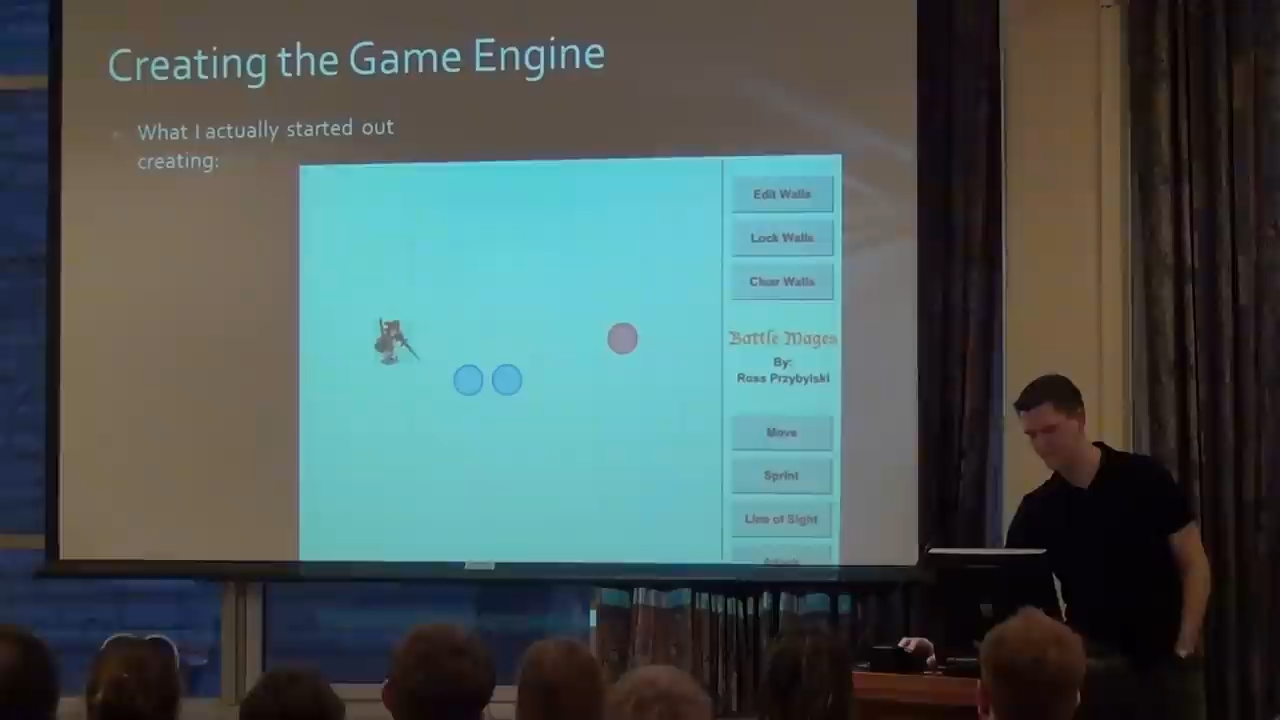 Creating the Game Engine
What I actually started out
creating:
Edit Walls
Lock Walls
Clear Walls
Battle Mages
By:
Ross Przybylski
Move
Sprint
Line of Sight